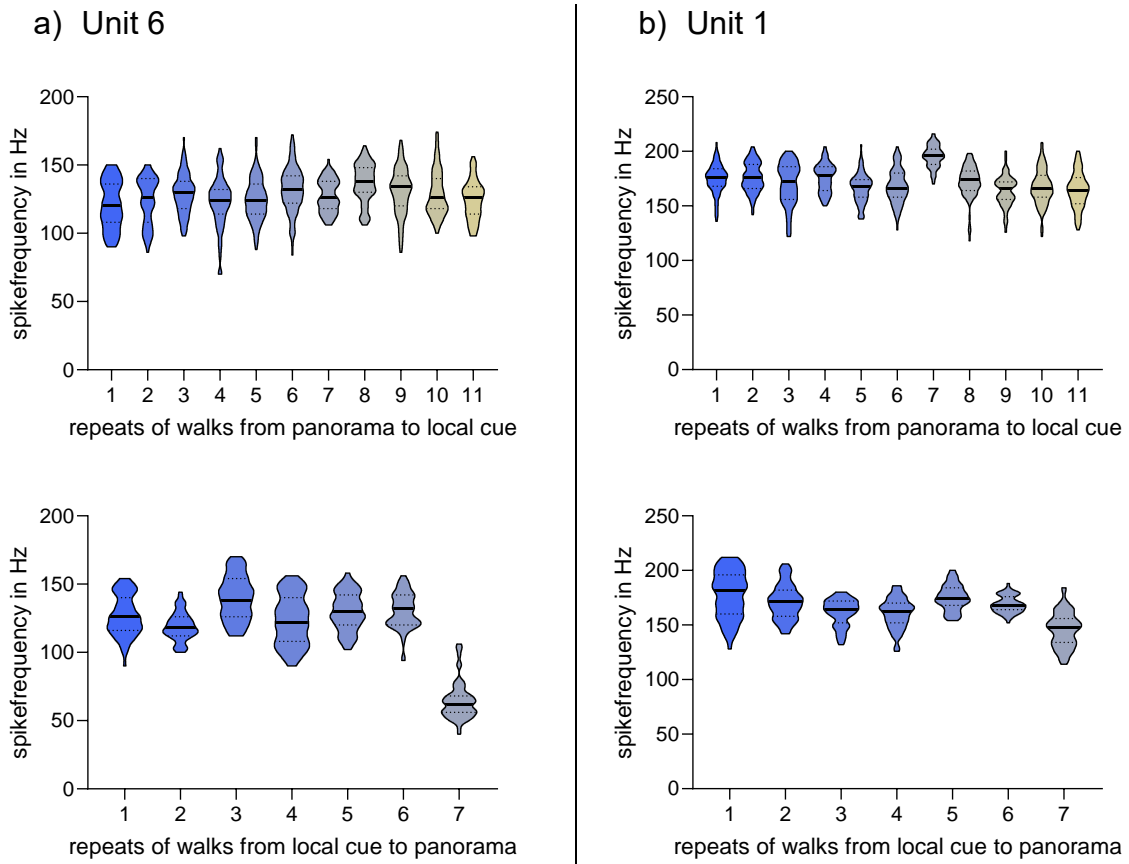 a) Unit 6
200
150
100
50
0
spikefrequency in Hz
1 2 3 4 5 6 7 8 9 10 11
repeats of walks from panorama to local cue
200
150
100
50
0
spikefrequency in Hz
1 2 3 4 5 6 7
repeats of walks from local cue to panorama
b) Unit 1
250
200
150
100
50
0
spikefrequency in Hz
1 2 3 4 5 6 7 8 9 10 11
repeats of walks from panorama to local cue
250
200
150
100
50
0
spikefrequency in Hz
1 2 3 4 5 6 7
repeats of walks from local cue to panorama